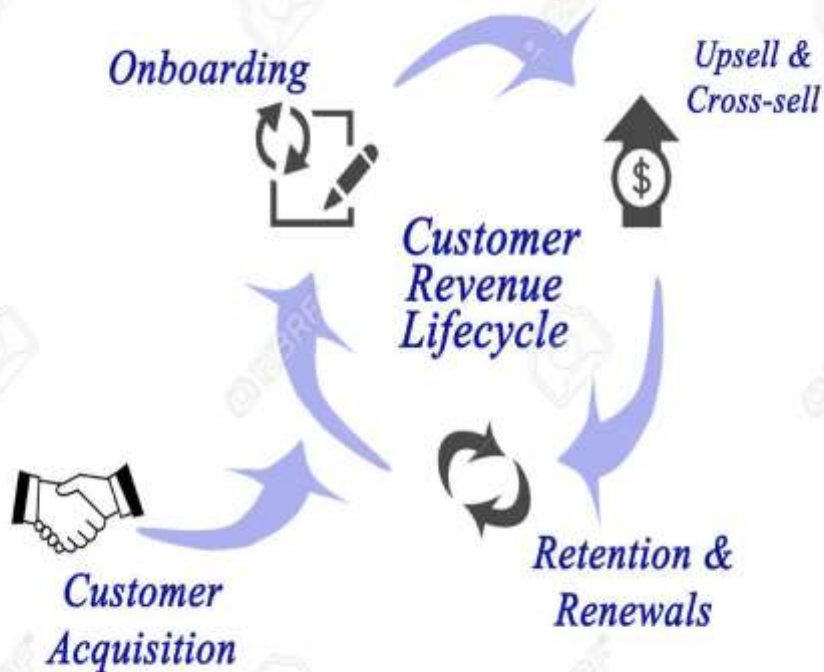 Onboarding
Upsell &
Cross-sell
$
Customer
Revenue
Lifecycle
Retention &
Renewals
Customer
Acquisition